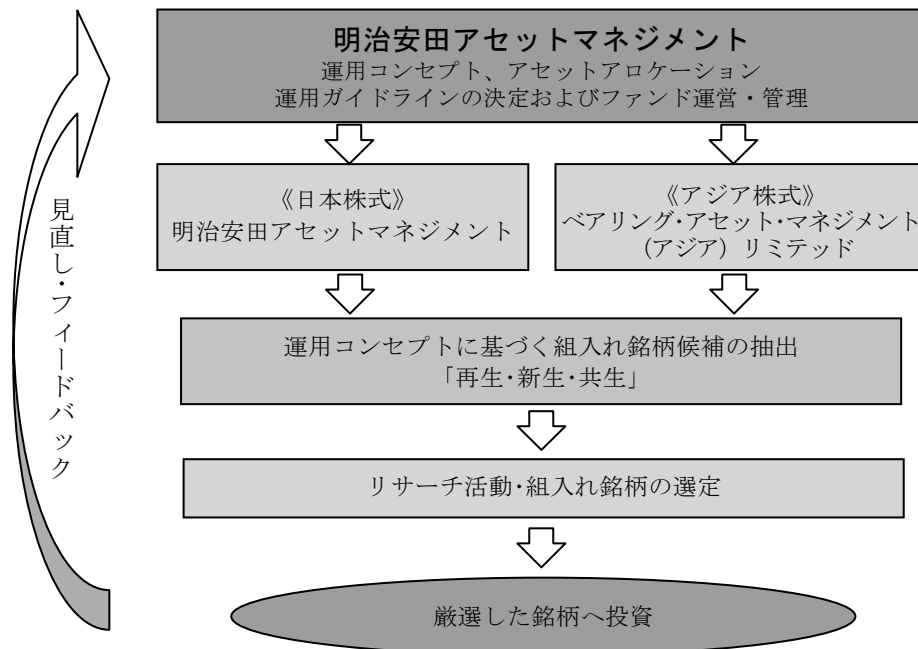 明治安田アセットマネジメント
運用コンセプト、アセットアロケーション
運用ガイドラインの決定およびファンド運営・管理
《日本株式》
明治安田アセットマネジメント
《アジア株式》
ベアリング・アセット・マネジメント
(アジア) リミテッド
運用コンセプトに基づく組入れ銘柄候補の抽出
「再生・新生・共生」
リサーチ活動・組入れ銘柄の選定
厳選した銘柄へ投資
見直し・フィードバック